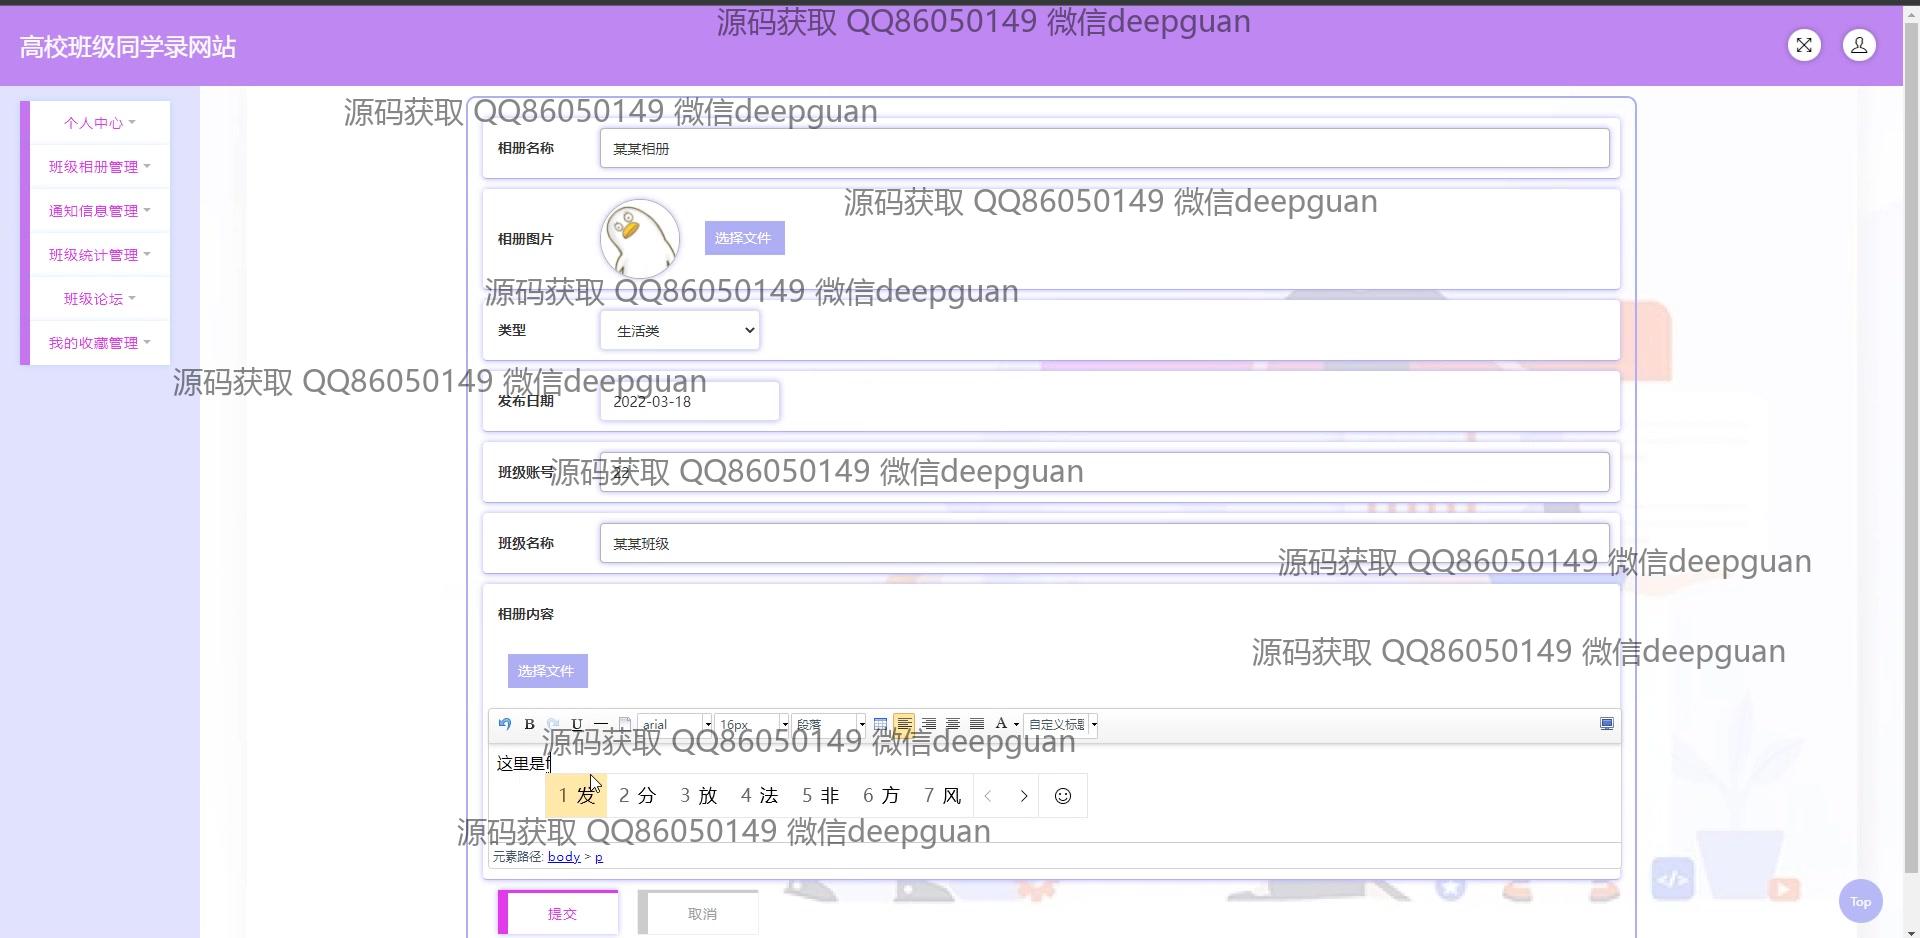 源码获取 QQ86050149 微信deepguan
高校班级同学录网站
个人中心
班级相册管理
通知信息管理
班级统计管理
班级论坛
我的收藏管理
源码获取 QQ86050149 微信deepguan
相册名称 某某相册
源码获取 QQ86050149 微信deepguan
相册图片 选择文件
源码获取 QQ86050149 微信deepguan
类型 生活类
源码获取 QQ86050149 微信deepguan
发布日期 2022-03-18
班级账号 22
源码获取 QQ86050149 微信deepguan
班级名称 某某班级
源码获取 QQ86050149 微信deepguan
相册内容
源码获取 QQ86050149 微信deepguan
选择文件
B U arial 16px 段落 A 自定义标题
源码获取 QQ86050149 微信deepguan
这里是f
1 发 2 分 3 放 4 法 5 非 6 方 7 风
源码获取 QQ86050149 微信deepguan
元素路径: body > p
提交 取消
Top